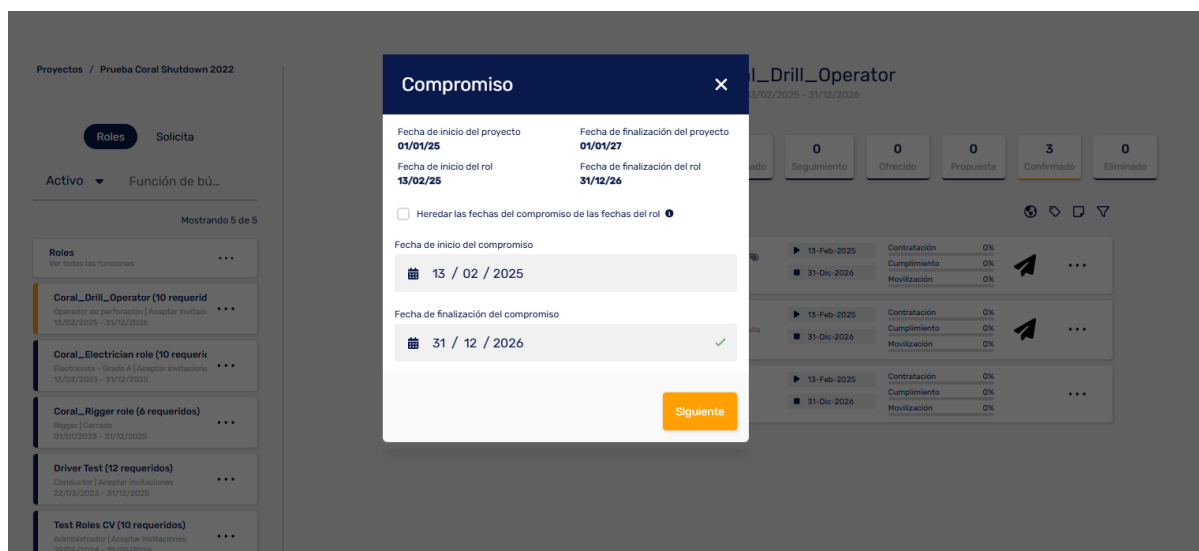 Proyectos / Prueba Coral Shutdown 2022
Roles
Solicita
Activo
Función de bú...
Mostrando 5 de 5
Roles
Ver todas las funciones
Coral_Drill_Operator (10 requerid
Operador de perforación | Aceptar invitaci
13/02/2025 - 31/12/2026
Coral_Electrician role (10 requeric
Electricista - Grado A | Aceptar invitacione
13/02/2023 - 31/12/2025
Coral_Rigger role (6 requeridos)
Rigger | Cerrado
01/01/2023 - 31/12/2025
Driver Test (12 requeridos)
Conductor | Aceptar invitaciones
22/03/2023 - 31/12/2025
Test Roles CV (10 requeridos)
Administrador | Aceptar invitaciones
Compromiso
Fecha de inicio del proyecto
01/01/25
Fecha de finalización del proyecto
01/01/27
Fecha de inicio del rol
13/02/25
Fecha de finalización del rol
31/12/26
Heredar las fechas del compromiso de las fechas del rol
Fecha de inicio del compromiso
13 / 02 / 2025
Fecha de finalización del compromiso
31 / 12 / 2026
Siguiente
l_Drill_Operator
/2025 - 31/12/2026
0
Seguimiento
0
Ofrecido
0
Propuesta
3
Confirmado
0
Eliminado
13-Feb-2025
31-Dic-2026
Contratación 0%
Cumplimiento 0%
Movilización 0%
13-Feb-2025
31-Dic-2026
Contratación 0%
Cumplimiento 0%
Movilización 0%
13-Feb-2025
31-Dic-2026
Contratación 0%
Cumplimiento 0%
Movilización 0%